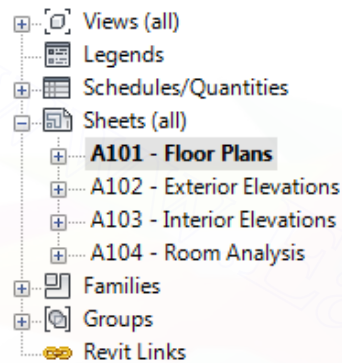 Views (all)
Legends
Schedules/Quantities
Sheets (all)
A101 - Floor Plans
A102 - Exterior Elevations
A103 - Interior Elevations
A104 - Room Analysis
Families
Groups
Revit Links